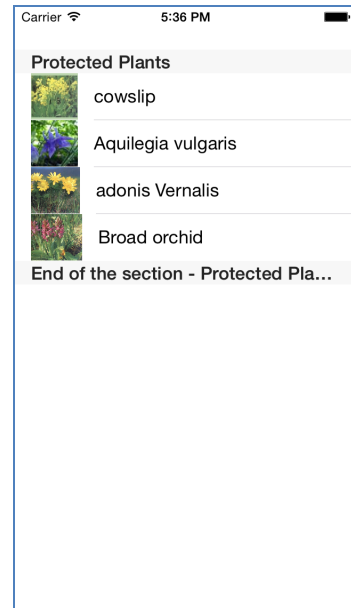 Carrier 5:36 PM
Protected Plants
cowslip
Aquilegia vulgaris
adonis Vernalis
Broad orchid
End of the section - Protected Pla...